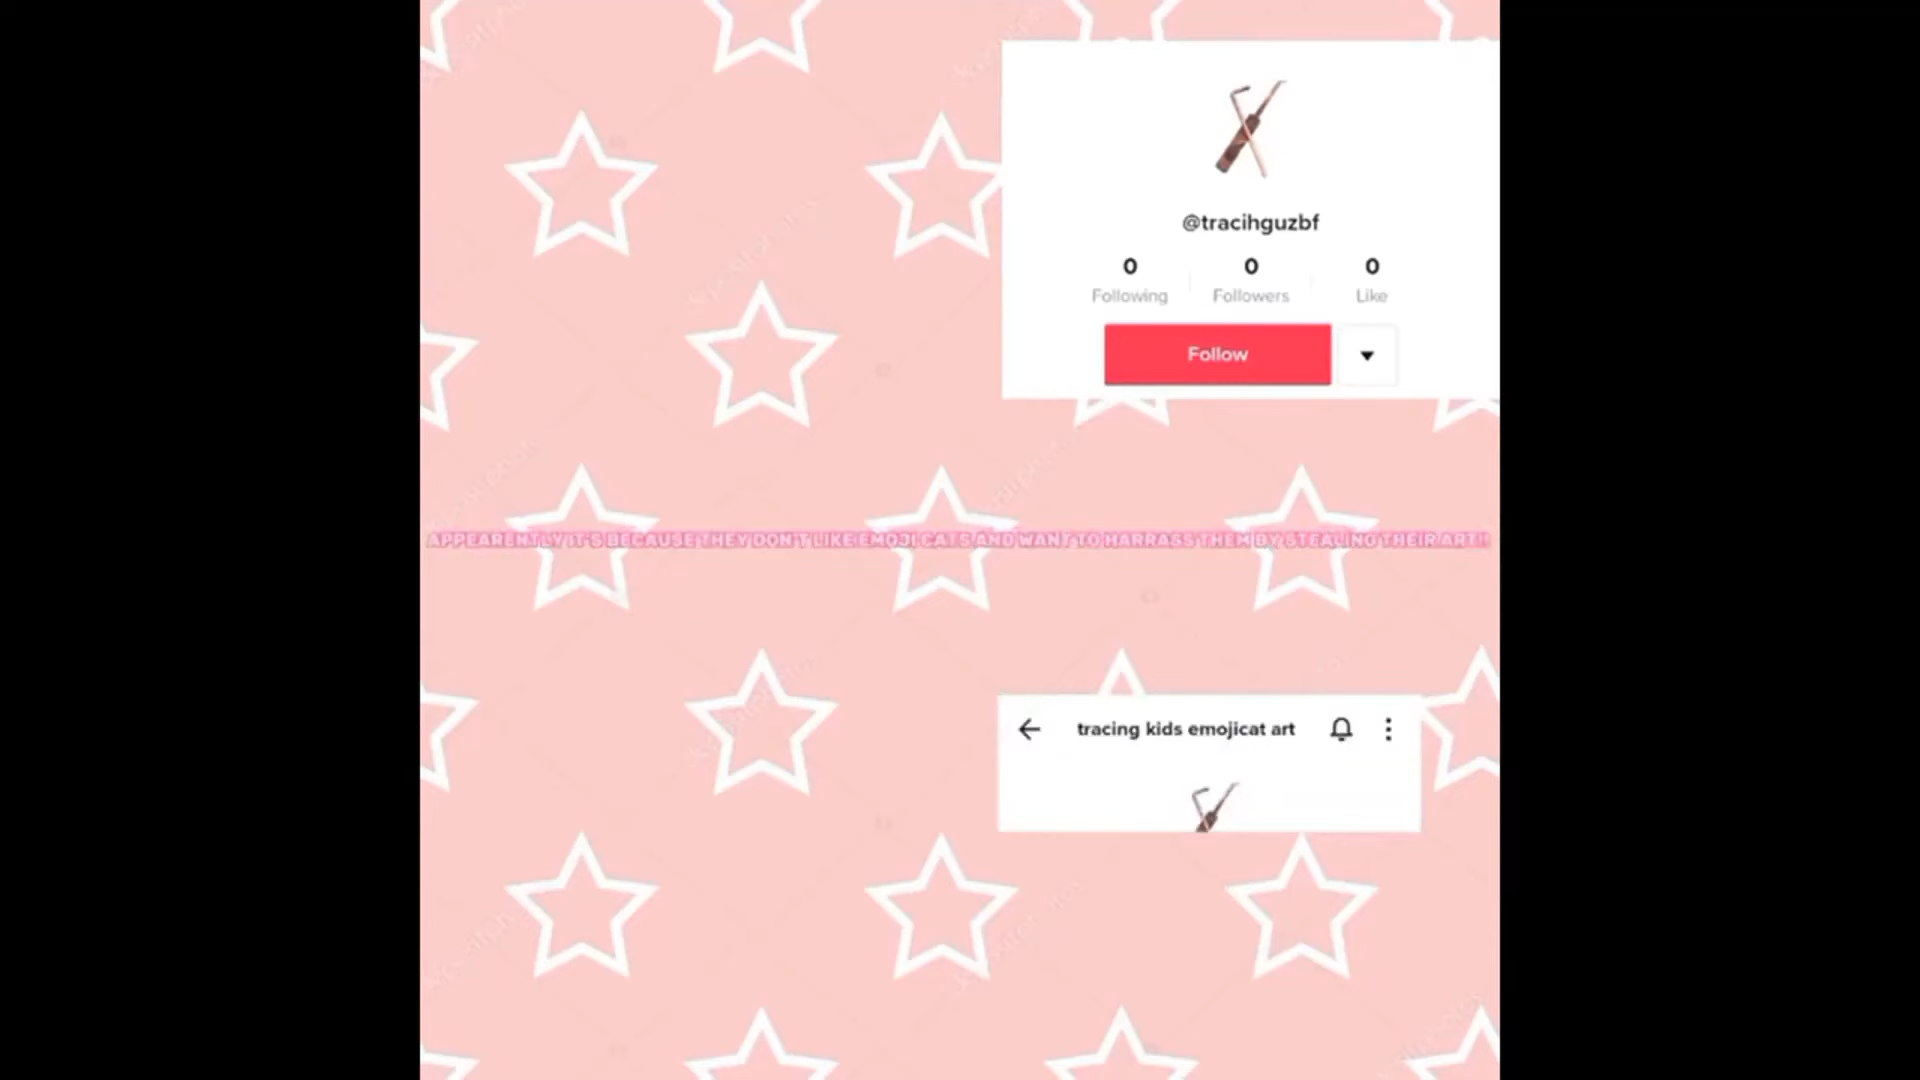 @tracihguzbf
0 0 0
Following Followers Like
Follow
APPEARENTLY IT'S BECAUSE THEY DON'T LIKE EMOJI CATS AND WANT TO HARRASS THEM BY STEALING THEIR ART!!
tracing kids emojicat art